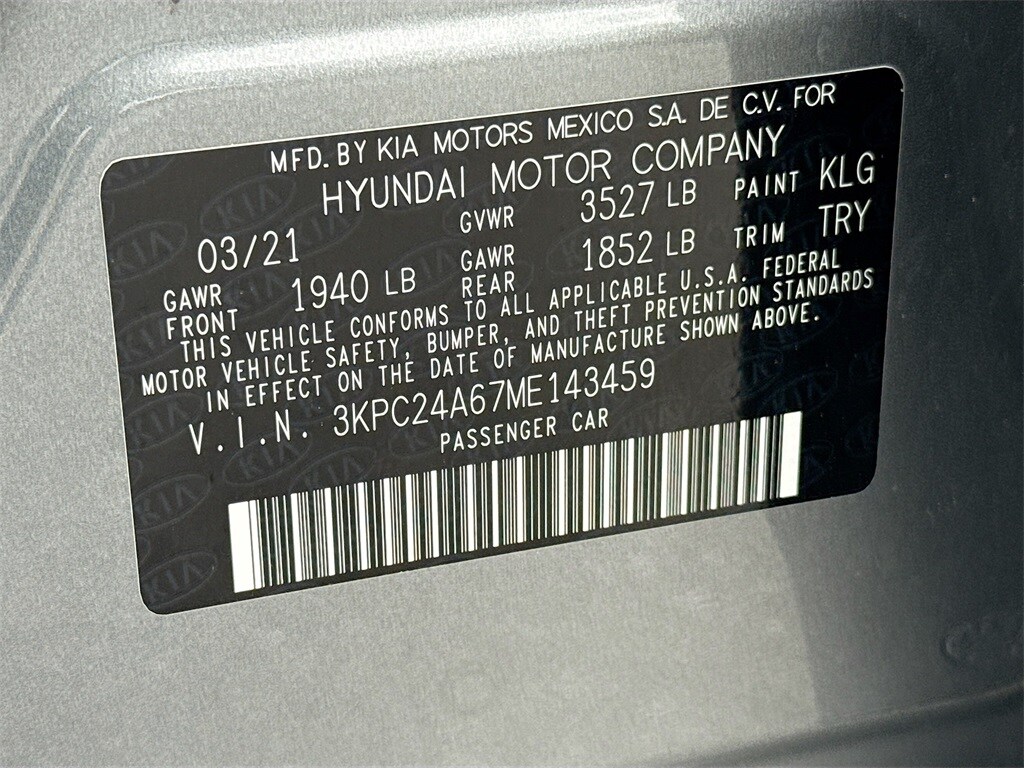 MFD. BY KIA MOTORS MEXICO S.A. DE C.V. FOR
HYUNDAI MOTOR COMPANY
03/21 GVWR 3527 LB PAINT KLG
GAWR FRONT 1940 LB GAWR REAR 1852 LB TRIM TRY
THIS VEHICLE CONFORMS TO ALL APPLICABLE U.S.A. FEDERAL
MOTOR VEHICLE SAFETY, BUMPER, AND THEFT PREVENTION STANDARDS
IN EFFECT ON THE DATE OF MANUFACTURE SHOWN ABOVE.
V.I.N. 3KPC24A67ME143459
PASSENGER CAR
KIA